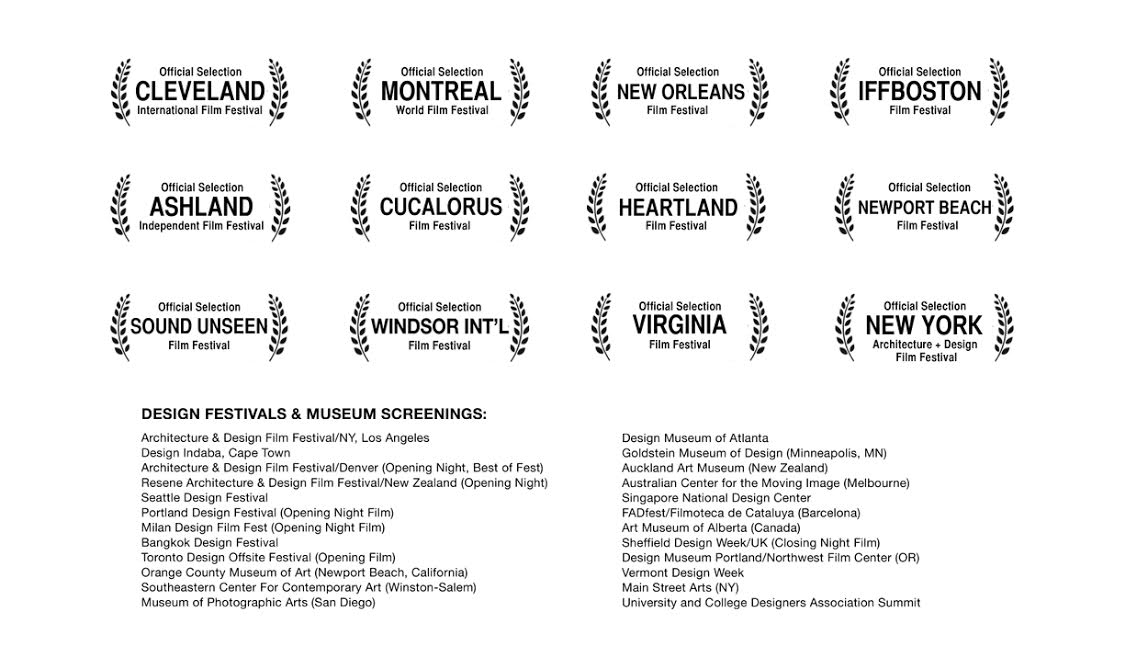 Official Selection
CLEVELAND
International Film Festival
Official Selection
MONTREAL
World Film Festival
Official Selection
NEW ORLEANS
Film Festival
Official Selection
IFFBOSTON
Film Festival
Official Selection
ASHLAND
Independent Film Festival
Official Selection
CUCALORUS
Film Festival
Official Selection
HEARTLAND
Film Festival
Official Selection
NEWPORT BEACH
Film Festival
Official Selection
SOUND UNSEEN
Film Festival
Official Selection
WINDSOR INT'L
Film Festival
Official Selection
VIRGINIA
Film Festival
Official Selection
NEW YORK
Architecture + Design
Film Festival
DESIGN FESTIVALS & MUSEUM SCREENINGS:
Architecture & Design Film Festival/NY, Los Angeles
Design Indaba, Cape Town
Architecture & Design Film Festival/Denver (Opening Night, Best of Fest)
Resene Architecture & Design Film Festival/New Zealand (Opening Night)
Seattle Design Festival
Portland Design Festival (Opening Night Film)
Milan Design Film Fest (Opening Night Film)
Bangkok Design Festival
Toronto Design Offsite Festival (Opening Film)
Orange County Museum of Art (Newport Beach, California)
Southeastern Center For Contemporary Art (Winston-Salem)
Museum of Photographic Arts (San Diego)
Design Museum of Atlanta
Goldstein Museum of Design (Minneapolis, MN)
Auckland Art Museum (New Zealand)
Australian Center for the Moving Image (Melbourne)
Singapore National Design Center
FADfest/Filmoteca de Cataluya (Barcelona)
Art Museum of Alberta (Canada)
Sheffield Design Week/UK (Closing Night Film)
Design Museum Portland/Northwest Film Center (OR)
Vermont Design Week
Main Street Arts (NY)
University and College Designers Association Summit